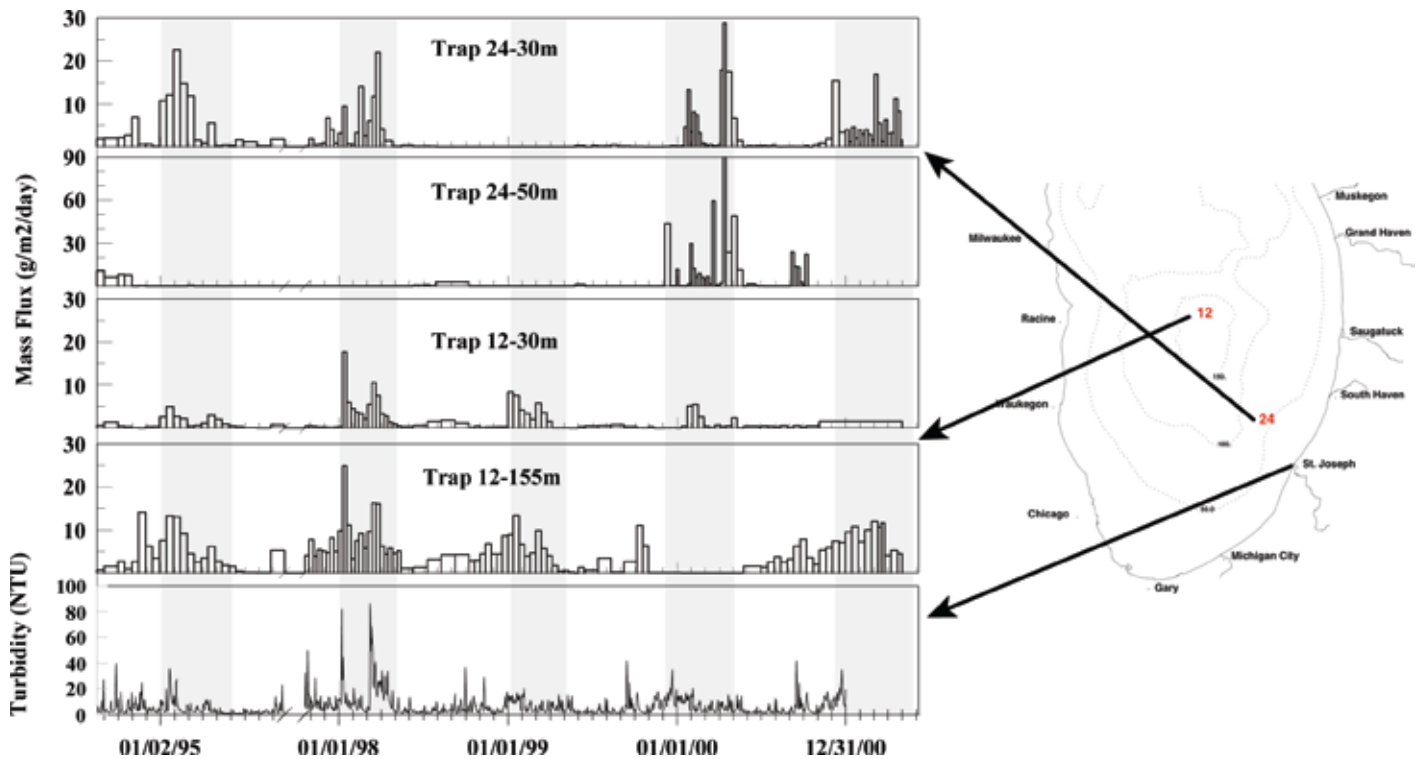 Mass Flux (g/m2/day)
Turbidity (NTU)
30
20
10
Trap 24-30m
90
60
30
Trap 24-50m
30
20
10
Trap 12-30m
30
20
10
0
Trap 12-155m
100
80
60
40
20
0
01/02/95
01/01/98
01/01/99
01/01/00
12/31/00
Muskegon
Grand Haven
Milwaukee
12
Racine
Saugatuck
South Haven
24
St. Joseph
Chicago
Michigan City
Gary